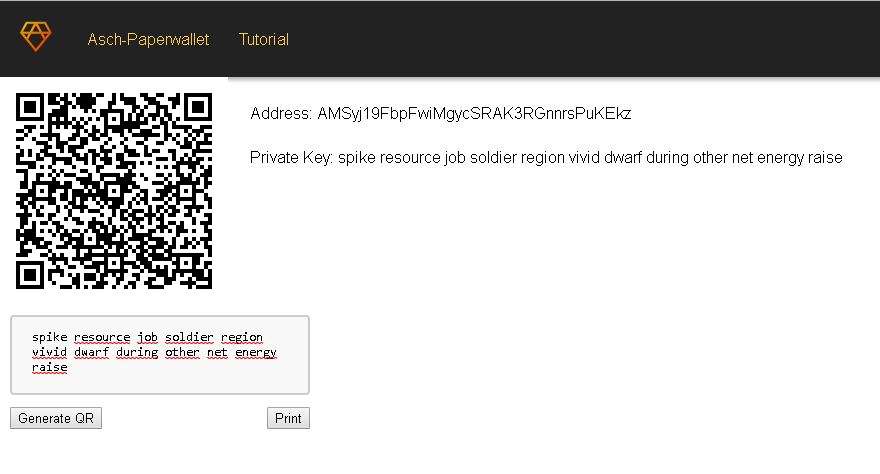 Asch-Paperwallet Tutorial
Address: AMSyj19FbpFwiMgycSRAK3RGnnrsPuKEkz
Private Key: spike resource job soldier region vivid dwarf during other net energy raise
spike resource job soldier region
vivid dwarf during other net energy
raise
Generate QR Print